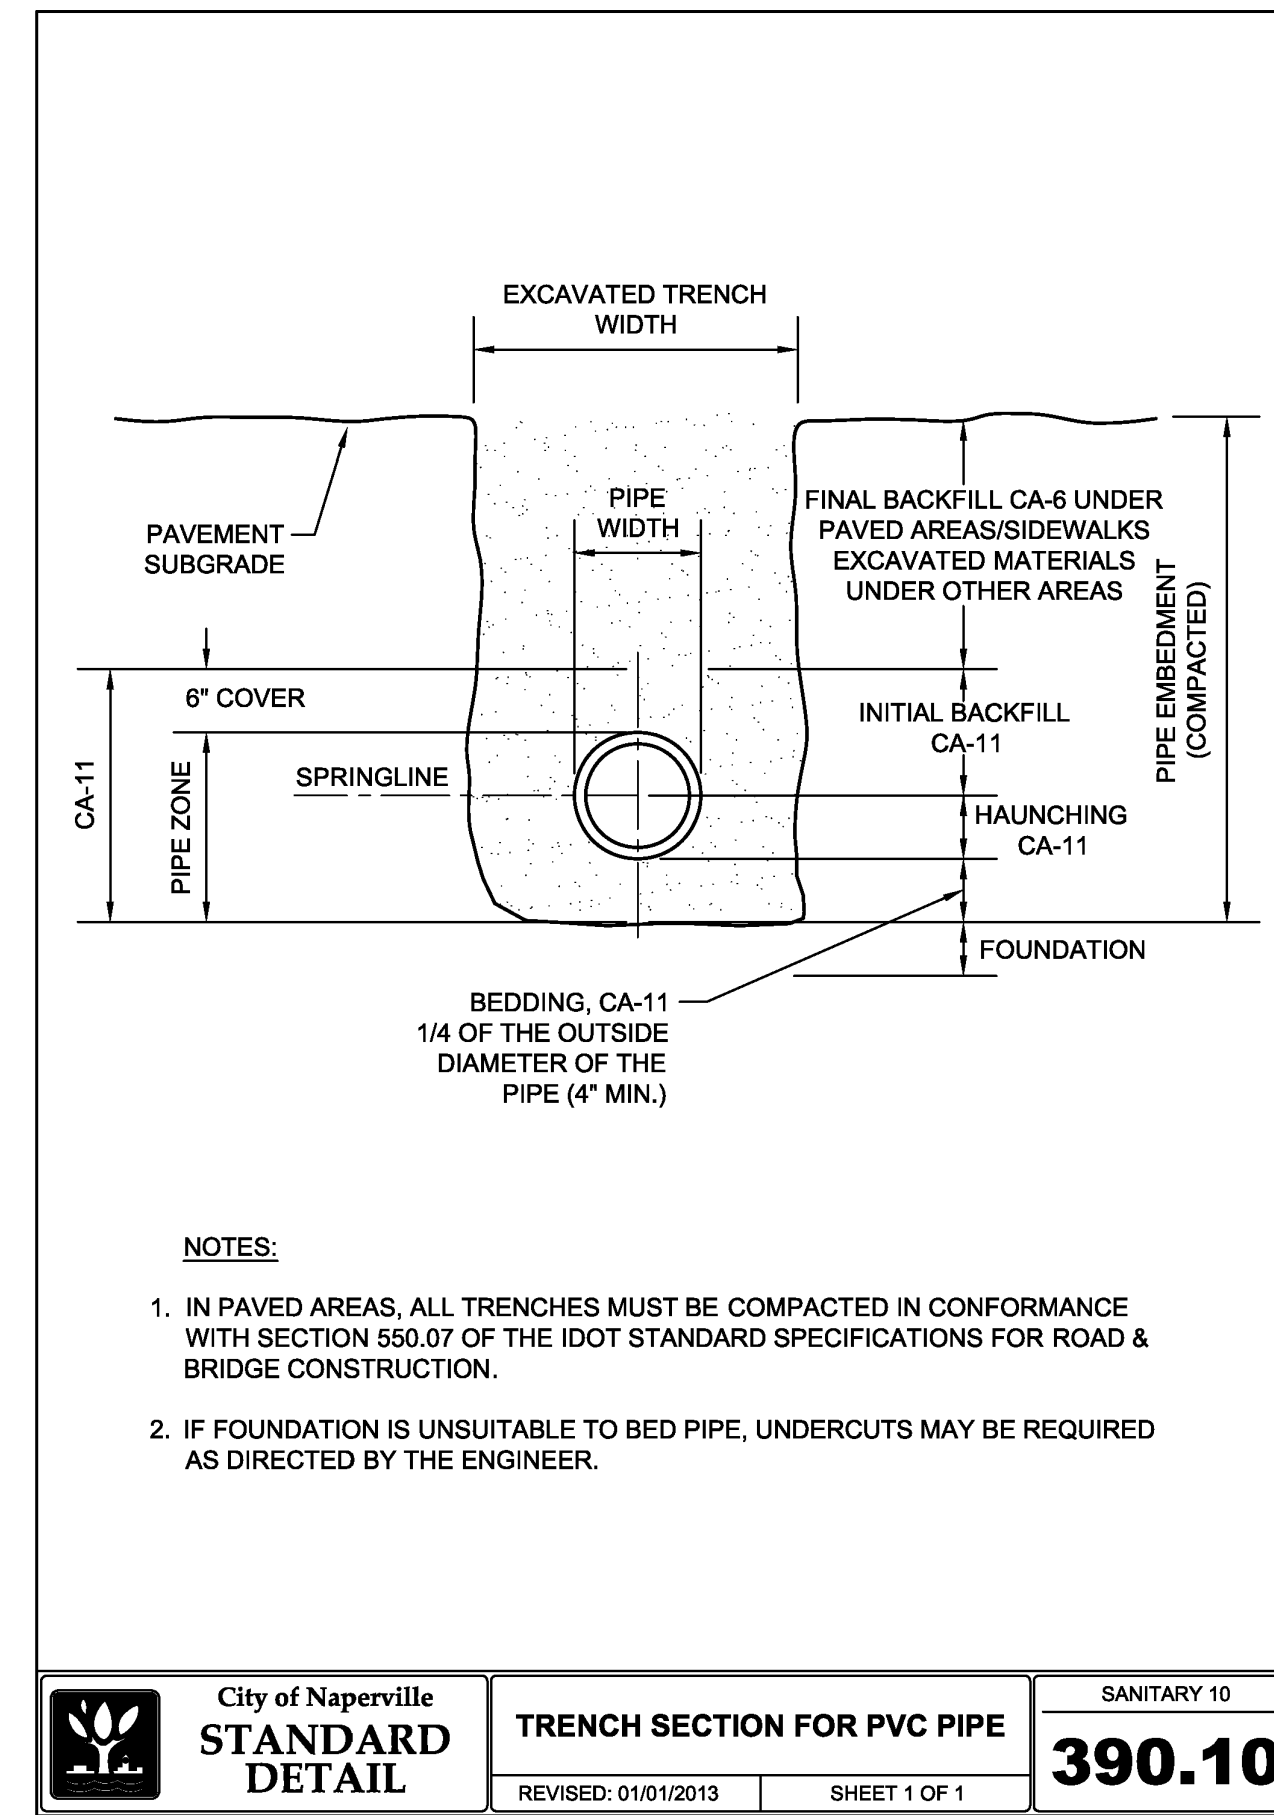 EXCAVATED TRENCH
WIDTH
PIPE
WIDTH
FINAL BACKFILL CA-6 UNDER
PAVED AREAS/SIDEWALKS
EXCAVATED MATERIALS
UNDER OTHER AREAS
PAVEMENT
SUBGRADE
PIPE EMBEDMENT
(COMPACTED)
6" COVER
INITIAL BACKFILL
CA-11
CA-11
PIPE ZONE
SPRINGLINE
HAUNCHING
CA-11
FOUNDATION
BEDDING, CA-11
1/4 OF THE OUTSIDE
DIAMETER OF THE
PIPE (4" MIN.)
NOTES:
1. IN PAVED AREAS, ALL TRENCHES MUST BE COMPACTED IN CONFORMANCE
WITH SECTION 550.07 OF THE IDOT STANDARD SPECIFICATIONS FOR ROAD &
BRIDGE CONSTRUCTION.
2. IF FOUNDATION IS UNSUITABLE TO BED PIPE, UNDERCUTS MAY BE REQUIRED
AS DIRECTED BY THE ENGINEER.
City of Naperville
STANDARD
DETAIL
TRENCH SECTION FOR PVC PIPE
REVISED: 01/01/2013
SHEET 1 OF 1
SANITARY 10
390.10